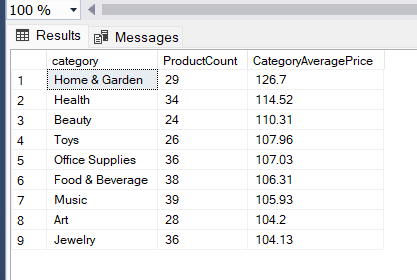 100 %
Results Messages
category ProductCount CategoryAveragePrice
1 Home & Garden 29 126.7
2 Health 34 114.52
3 Beauty 24 110.31
4 Toys 26 107.96
5 Office Supplies 36 107.03
6 Food & Beverage 38 106.31
7 Music 39 105.93
8 Art 28 104.2
9 Jewelry 36 104.13